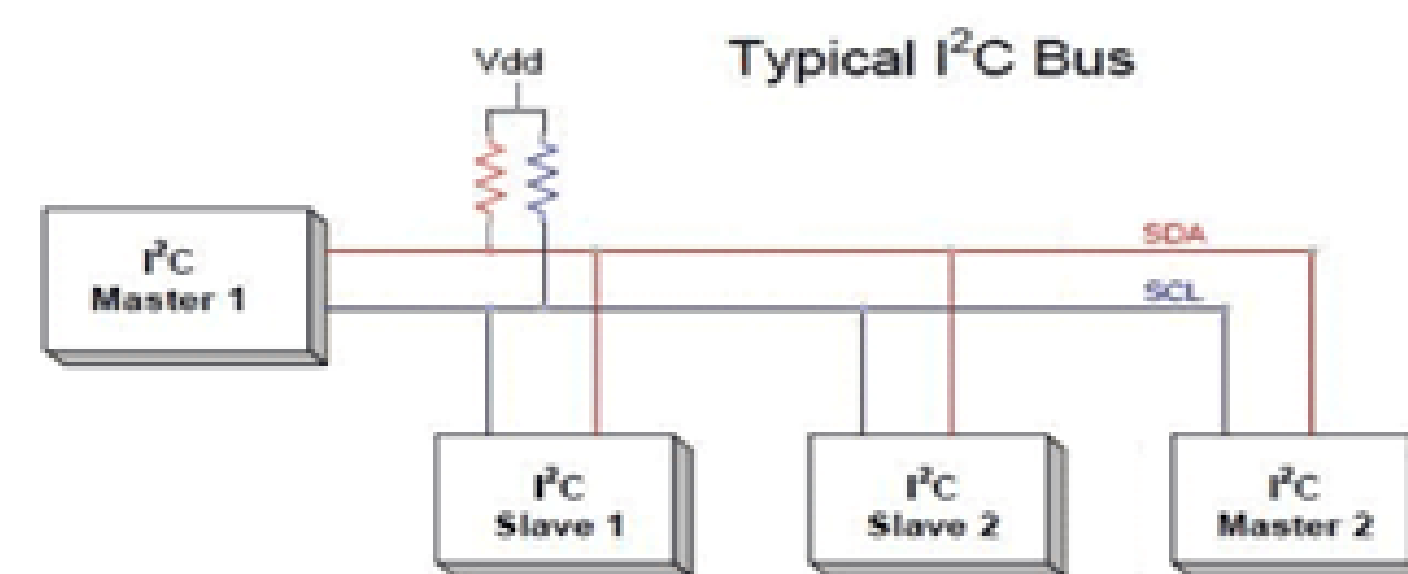 Typical I²C Bus
Vdd
I²C
Master 1
SDA
SCL
I²C
Slave 1
I²C
Slave 2
I²C
Master 2